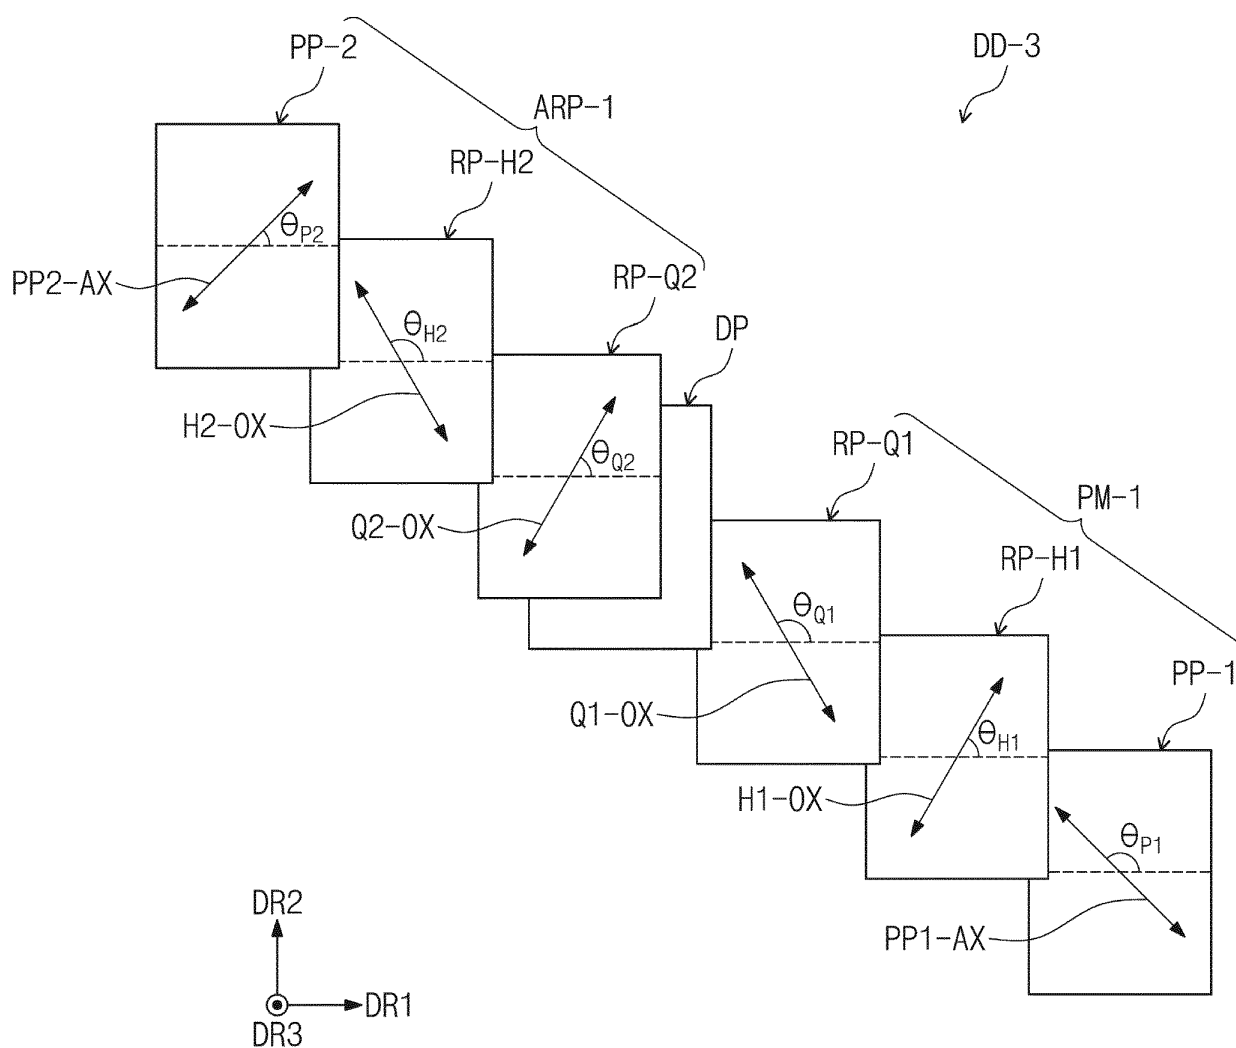 PP-2
DD-3
ARP-1
RP-H2
θP2
RP-Q2
PP2-AX
θH2
DP
H2-OX
θQ2
RP-Q1
PM-1
Q2-OX
RP-H1
θQ1
PP-1
Q1-OX
θH1
H1-OX
θP1
DR2
PP1-AX
DR1
DR3